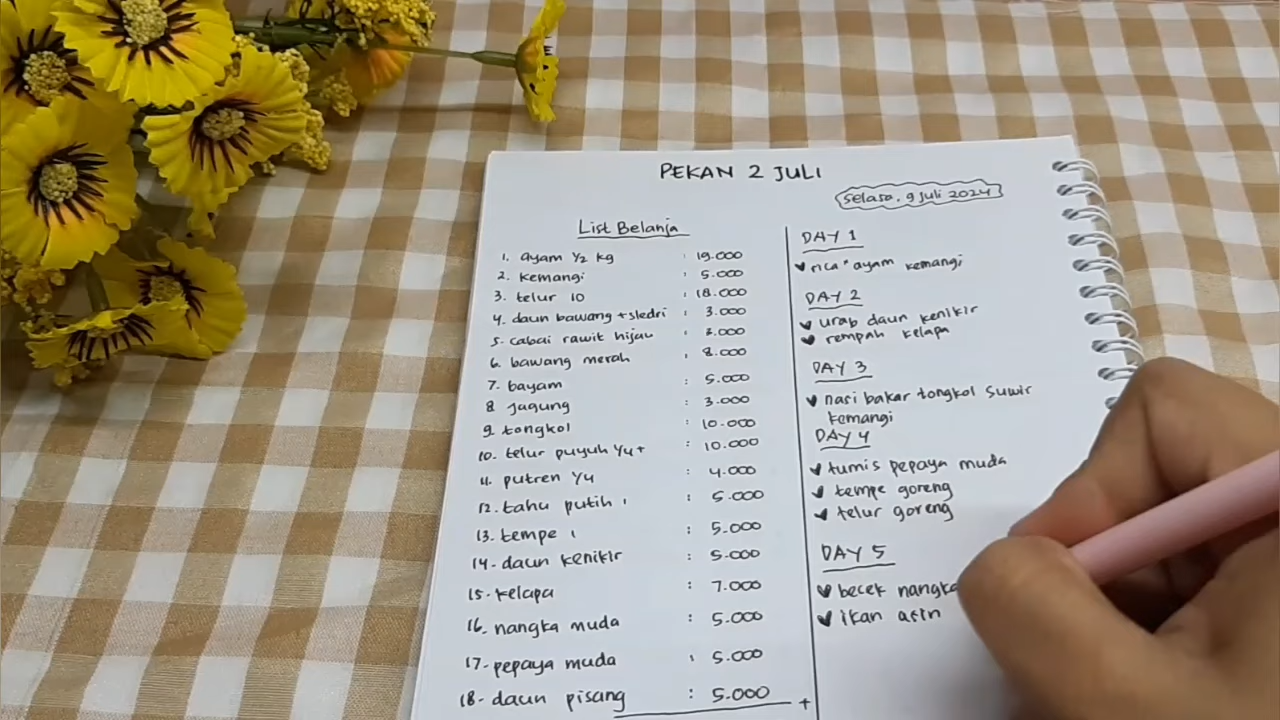 PEKAN 2 JULI
Selasa, 9 Juli 2024
List Belanja
1. ayam 1/2 kg : 19.000
2. kemangi : 5.000
3. telur 10 : 18.000
4. daun bawang + sledri : 3.000
5. cabai rawit hijau : 3.000
6. bawang merah : 8.000
7. bayam : 5.000
8 jagung : 3.000
9. tongkol : 10.000
10. telur puyuh 1/4 + : 10.000
11. putren 1/4 : 4.000
12. tahu putih 1 : 5.000
13. tempe 1 : 5.000
14. daun kenikir : 5.000
15. kelapa : 7.000
16. nangka muda : 5.000
17. pepaya muda : 5.000
18. daun pisang : 5.000 +
DAY 1
rica" ayam kemangi
DAY 2
urap daun kenikir
rempah kelapa
DAY 3
nasi bakar tongkol suwir
kemangi
DAY 4
tumis pepaya muda
tempe goreng
telur goreng
DAY 5
becek nangka
ikan asin